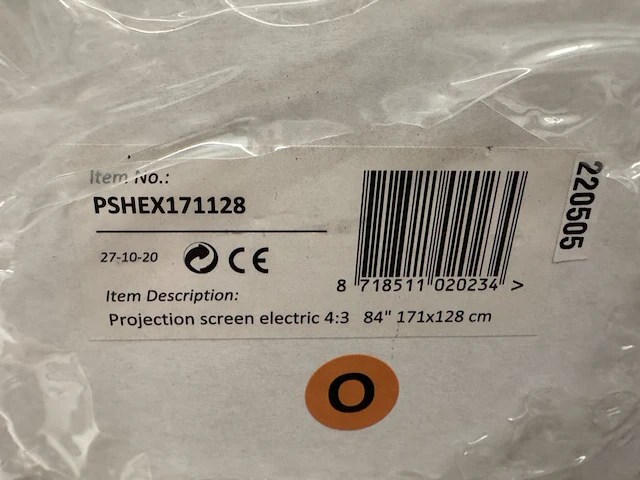 Item No.:
PSHEX171128
27-10-20 CE
8 718511 020234 >
Item Description:
Projection screen electric 4:3 84" 171x128 cm
220505
O